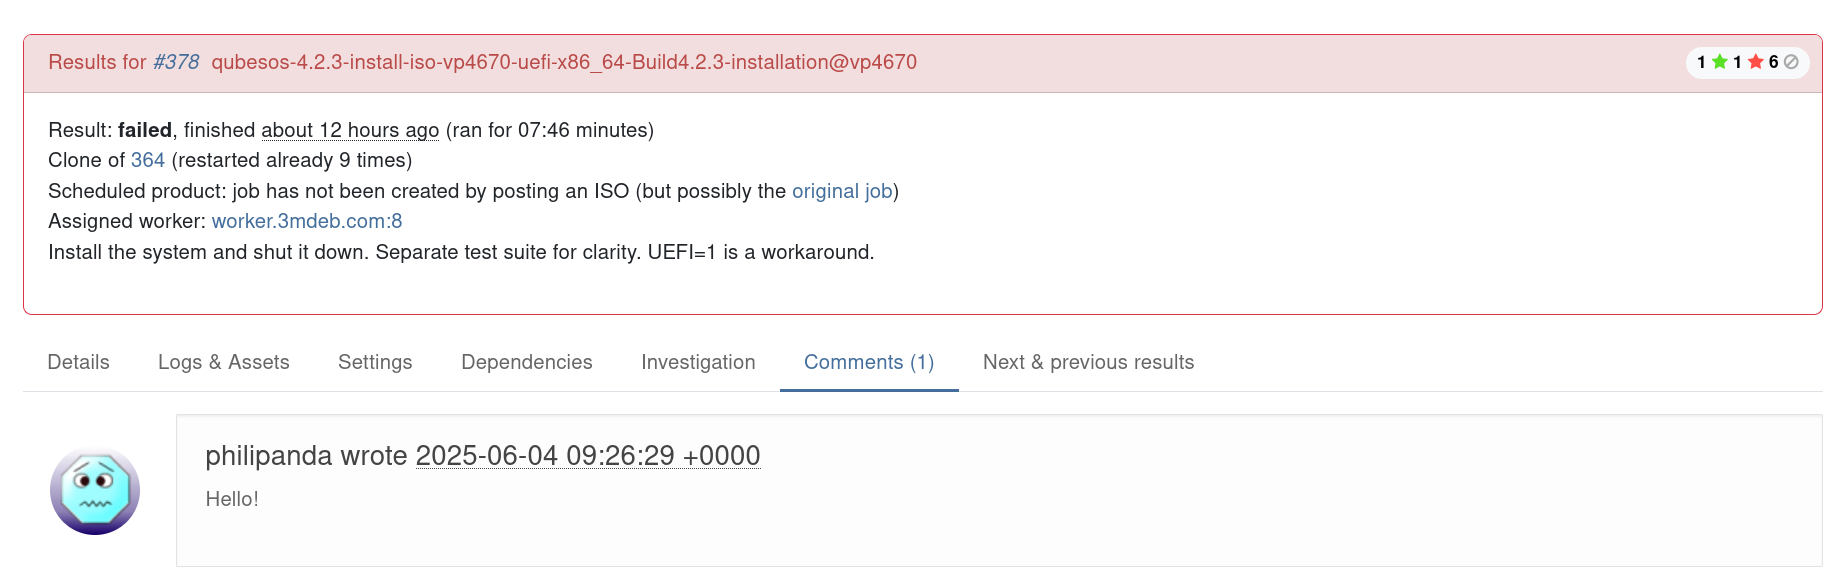 Results for #378 qubesos-4.2.3-install-iso-vp4670-uefi-x86_64-Build4.2.3-installation@vp4670
1 1 6
Result: failed, finished about 12 hours ago (ran for 07:46 minutes)
Clone of 364 (restarted already 9 times)
Scheduled product: job has not been created by posting an ISO (but possibly the original job)
Assigned worker: worker.3mdeb.com:8
Install the system and shut it down. Separate test suite for clarity. UEFI=1 is a workaround.
Details Logs & Assets Settings Dependencies Investigation Comments (1) Next & previous results
philipanda wrote 2025-06-04 09:26:29 +0000
Hello!